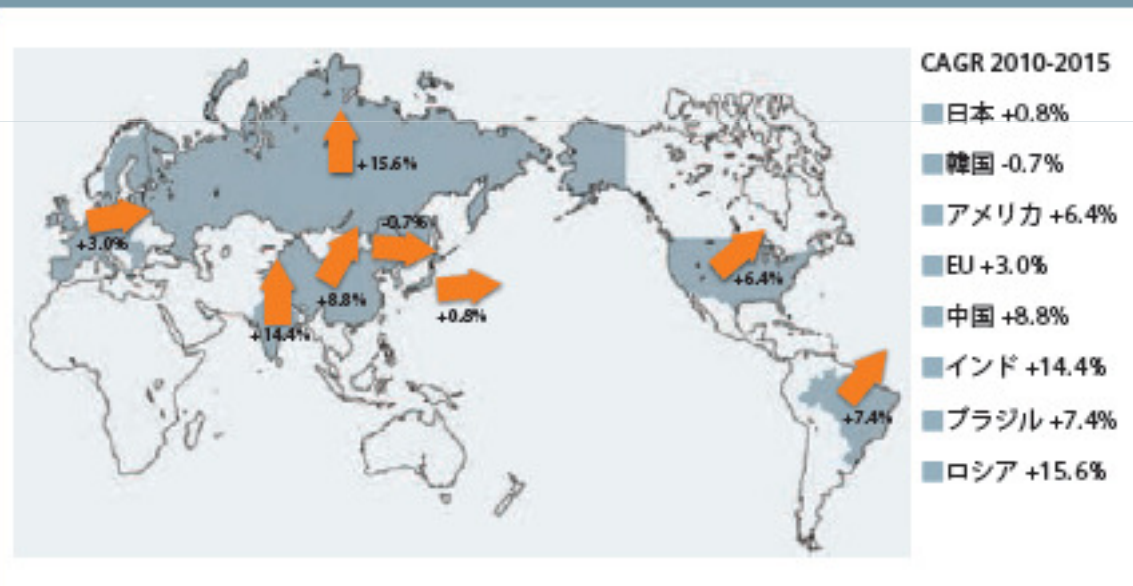 CAGR 2010-2015
日本 +0.8%
韓国 -0.7%
アメリカ +6.4%
EU +3.0%
中国 +8.8%
インド +14.4%
ブラジル +7.4%
ロシア +15.6%
+15.6%
-0.7%
+3.0%
+8.8%
+6.4%
+0.8%
+14.4%
+7.4%